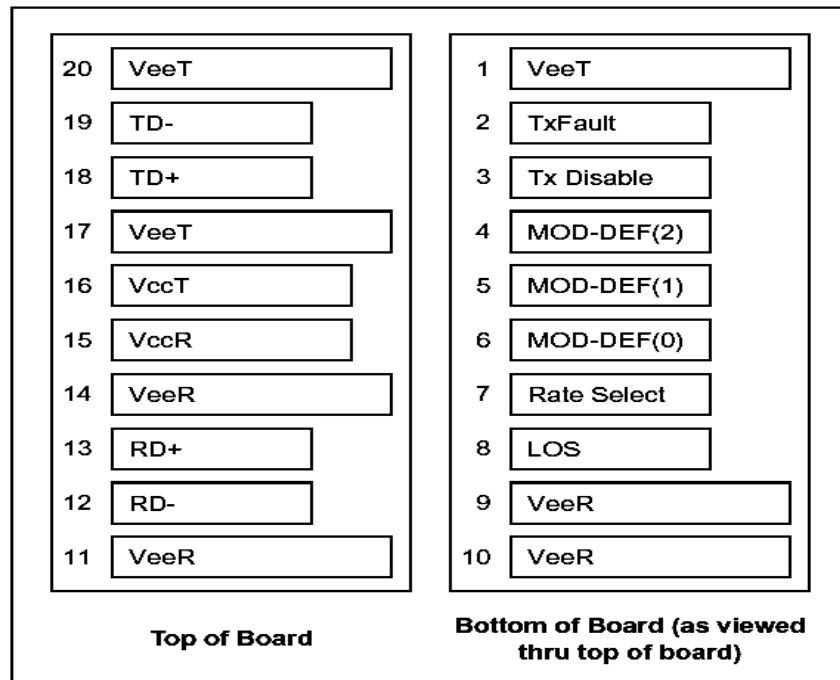 20 VeeT
19 TD-
18 TD+
17 VeeT
16 VccT
15 VccR
14 VeeR
13 RD+
12 RD-
11 VeeR
Top of Board
1 VeeT
2 TxFault
3 Tx Disable
4 MOD-DEF(2)
5 MOD-DEF(1)
6 MOD-DEF(0)
7 Rate Select
8 LOS
9 VeeR
10 VeeR
Bottom of Board (as viewed
thru top of board)